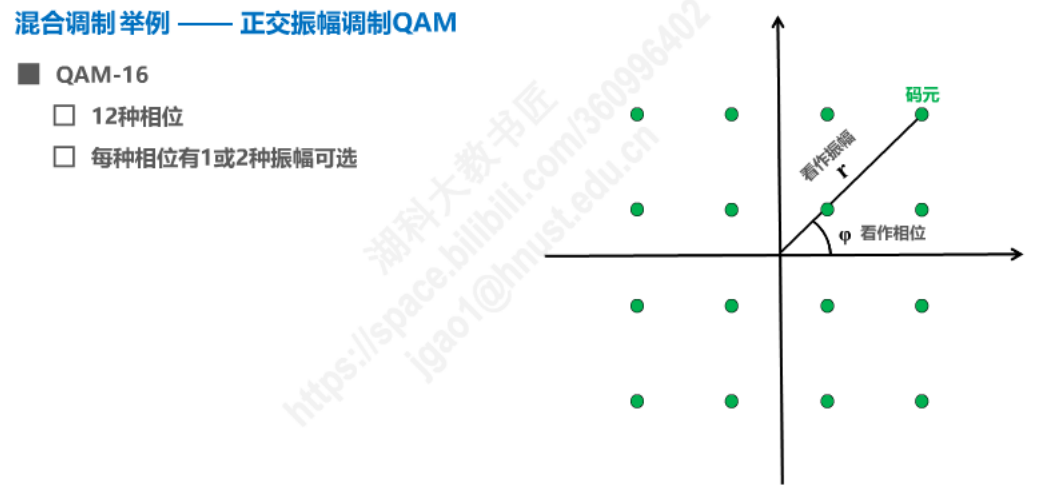 混合调制 举例 —— 正交振幅调制QAM
QAM-16
12种相位
每种相位有1或2种振幅可选
码元
看作振幅
r
φ 看作相位
湖科大教书匠
https://space.bilibili.com/360996402
jgao1@hnust.edu.cn